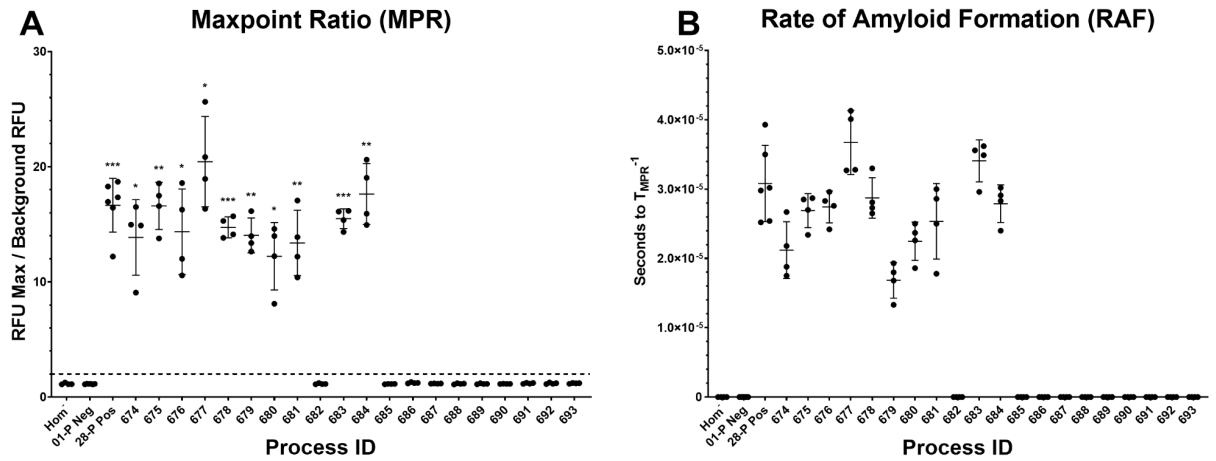 A
Maxpoint Ratio (MPR)
RFU Max / Background RFU
30
20
10
0
*** * ** * * *** ** * ** *** **
Hom⁻ 01-P Neg 28-P Pos 674 675 676 677 678 679 680 681 682 683 684 685 686 687 688 689 690 691 692 693
Process ID
B
Rate of Amyloid Formation (RAF)
Seconds to T_MPR⁻¹
5.0×10⁻⁵
4.0×10⁻⁵
3.0×10⁻⁵
2.0×10⁻⁵
1.0×10⁻⁵
0
Hom⁻ 01-P Neg 28-P Pos 674 675 676 677 678 679 680 681 682 683 684 685 686 687 688 689 690 691 692 693
Process ID